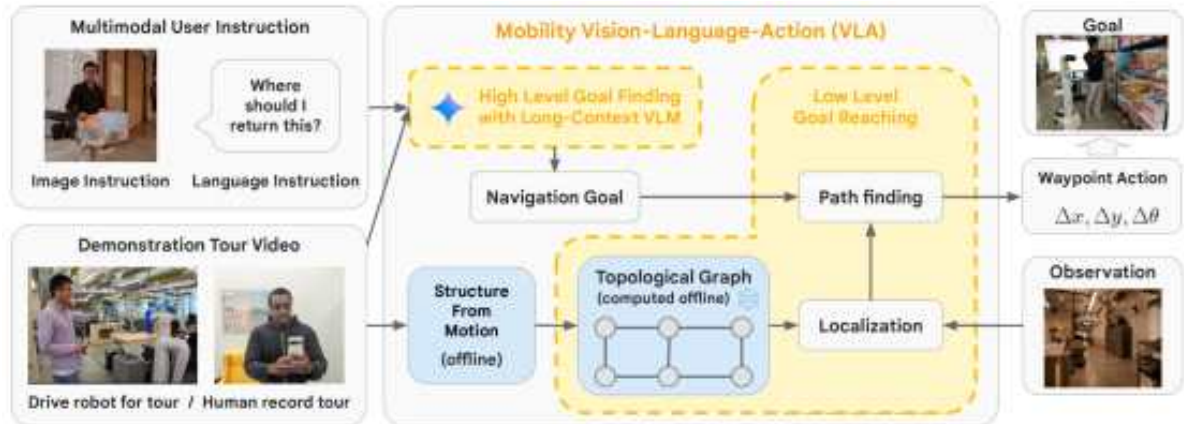 Multimodal User Instruction
Where
should I
return this?
Image Instruction
Language Instruction
Demonstration Tour Video
Drive robot for tour / Human record tour
Mobility Vision-Language-Action (VLA)
High Level Goal Finding
with Long-Context VLM
Low Level
Goal Reaching
Navigation Goal
Path finding
Structure
From
Motion
(offline)
Topological Graph
(computed offline)
Localization
Goal
Waypoint Action
Δx, Δy, Δθ
Observation